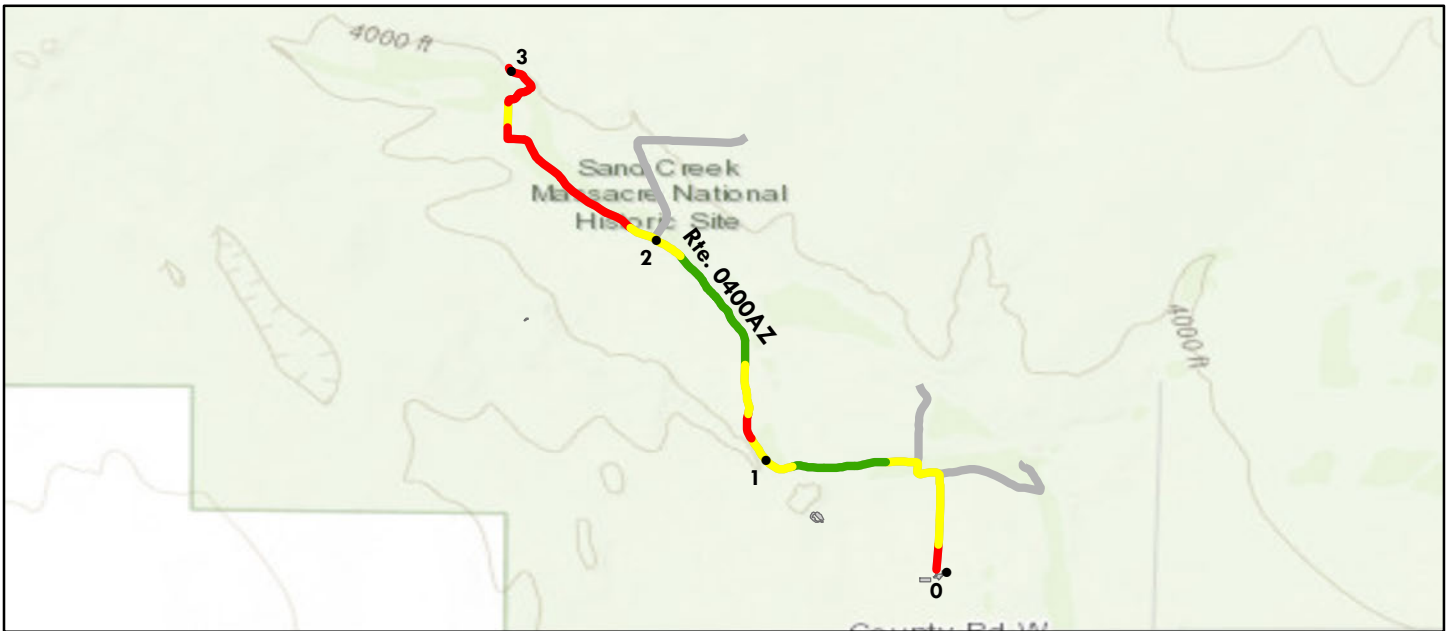 4000 ft
3
Sand Creek
Massacre National
Historic Site
2
Rte. 0400AZ
4000 ft
1
0
County Rd W